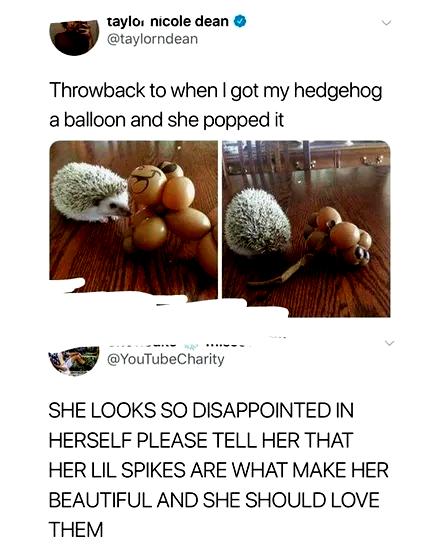 taylor nicole dean
@taylorndean
Throwback to when I got my hedgehog
a balloon and she popped it
@YouTubeCharity
SHE LOOKS SO DISAPPOINTED IN
HERSELF PLEASE TELL HER THAT
HER LIL SPIKES ARE WHAT MAKE HER
BEAUTIFUL AND SHE SHOULD LOVE
THEM